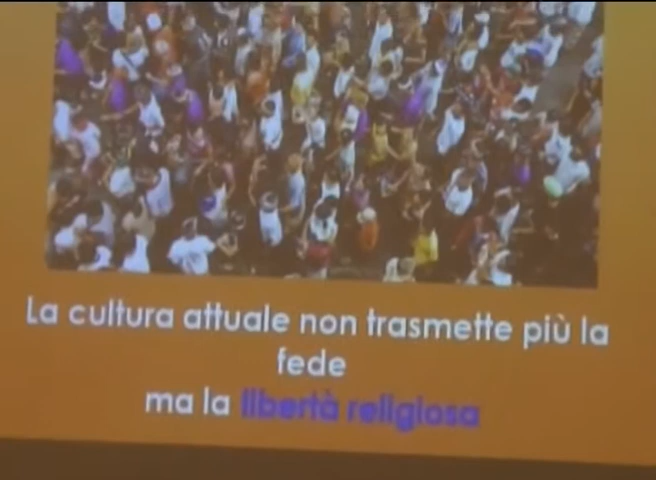 La cultura attuale non trasmette più la
fede
ma la libertà religiosa